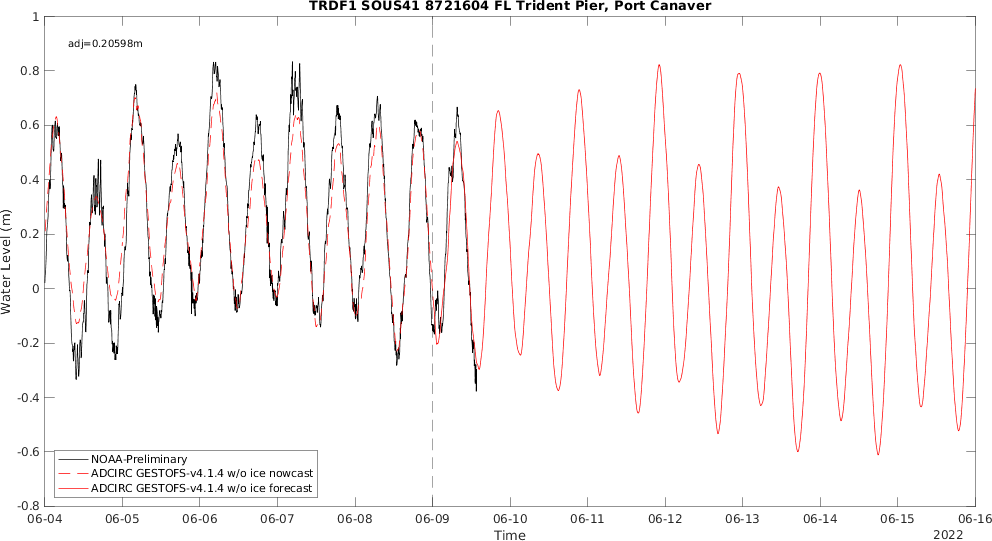 TRDF1 SOUS41 8721604 FL Trident Pier, Port Canaver
adj=0.20598m
1
0.8
0.6
0.4
0.2
0
-0.2
-0.4
-0.6
-0.8
Water Level (m)
NOAA-Preliminary
ADCIRC GESTOFS-v4.1.4 w/o ice nowcast
ADCIRC GESTOFS-v4.1.4 w/o ice forecast
06-04 06-05 06-06 06-07 06-08 06-09 06-10 06-11 06-12 06-13 06-14 06-15 06-16
Time
2022